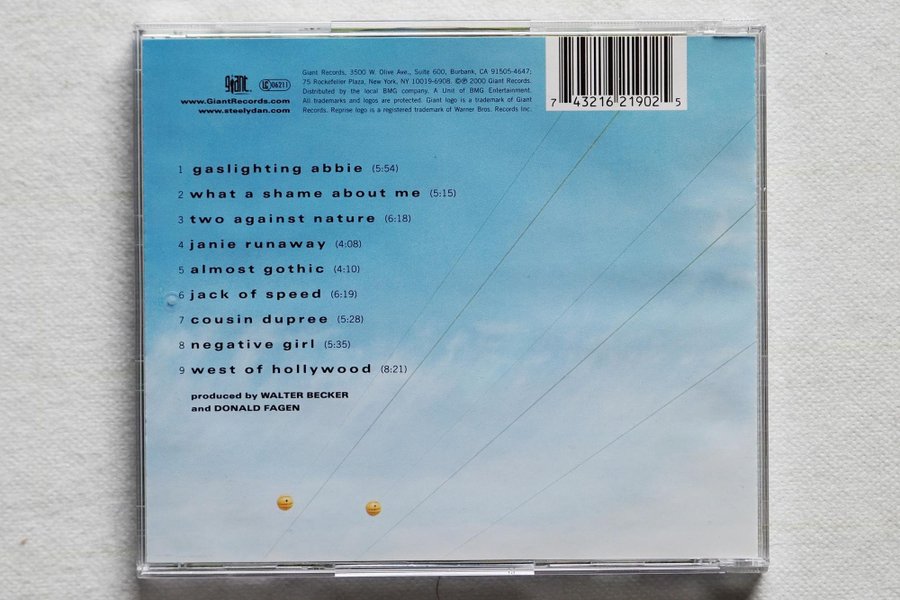 giant
LC 06211
www.GiantRecords.com
www.steelydan.com
Giant Records, 3500 W. Olive Ave., Suite 600, Burbank, CA 91505-4647;
75 Rockefeller Plaza, New York, NY 10019-6908. ©℗ 2000 Giant Records.
Distributed by the local BMG company, A Unit of BMG Entertainment.
All trademarks and logos are protected. Giant logo is a trademark of Giant
Records. Reprise logo is a registered trademark of Warner Bros. Records Inc.
7 43216 21902 5
1 gaslighting abbie (5:54)
2 what a shame about me (5:15)
3 two against nature (6:18)
4 janie runaway (4:08)
5 almost gothic (4:10)
6 jack of speed (6:19)
7 cousin dupree (5:28)
8 negative girl (5:35)
9 west of hollywood (8:21)
produced by WALTER BECKER
and DONALD FAGEN